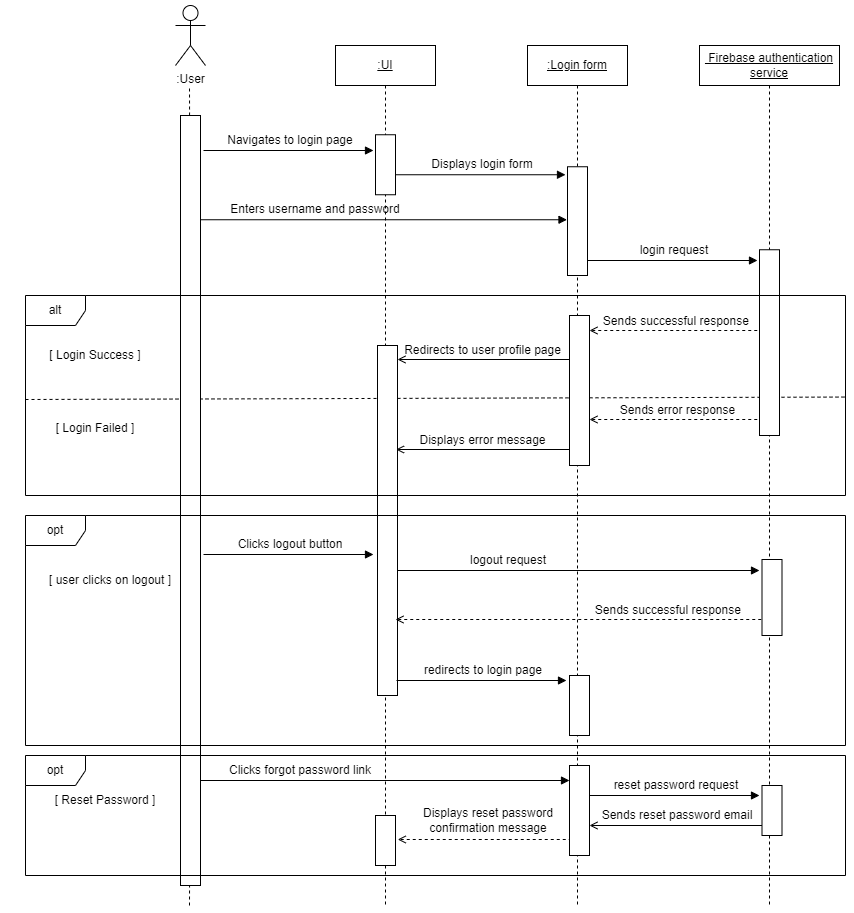 :User
:UI
:Login form
Firebase authentication
service
Navigates to login page
Displays login form
Enters username and password
login request
alt
[ Login Success ]
Sends successful response
Redirects to user profile page
[ Login Failed ]
Sends error response
Displays error message
opt
[ user clicks on logout ]
Clicks logout button
logout request
Sends successful response
redirects to login page
opt
[ Reset Password ]
Clicks forgot password link
reset password request
Sends reset password email
Displays reset password
confirmation message